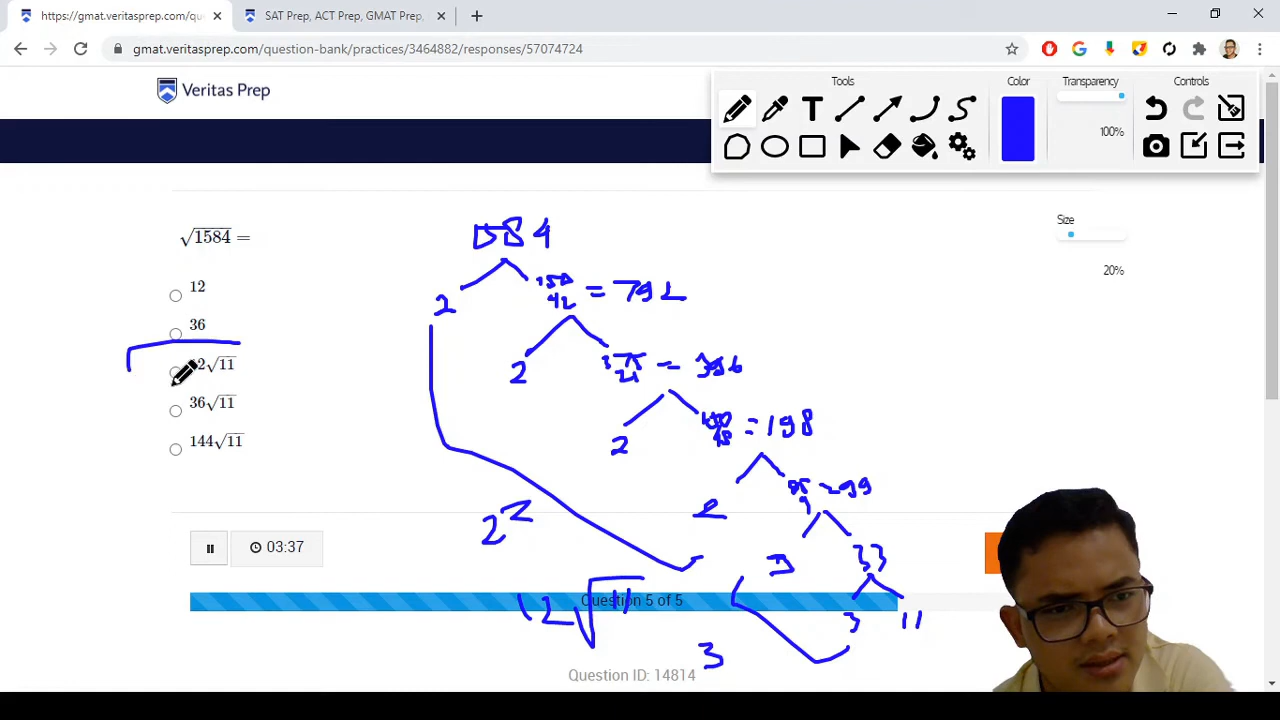 https://gmat.veritasprep.com/qu
SAT Prep, ACT Prep, GMAT Prep,
gmat.veritasprep.com/question-bank/practices/3464882/responses/57074724
Veritas Prep
Tools
Color
Transparency
Controls
100%
Size
20%
√1584 =
12
36
2√11
36√11
144√11
1584
2
= 792
2
= 396
2
= 198
2
99
3
33
3
11
2²
12√11
3
03:37
Question 5 of 5
Question ID: 14814